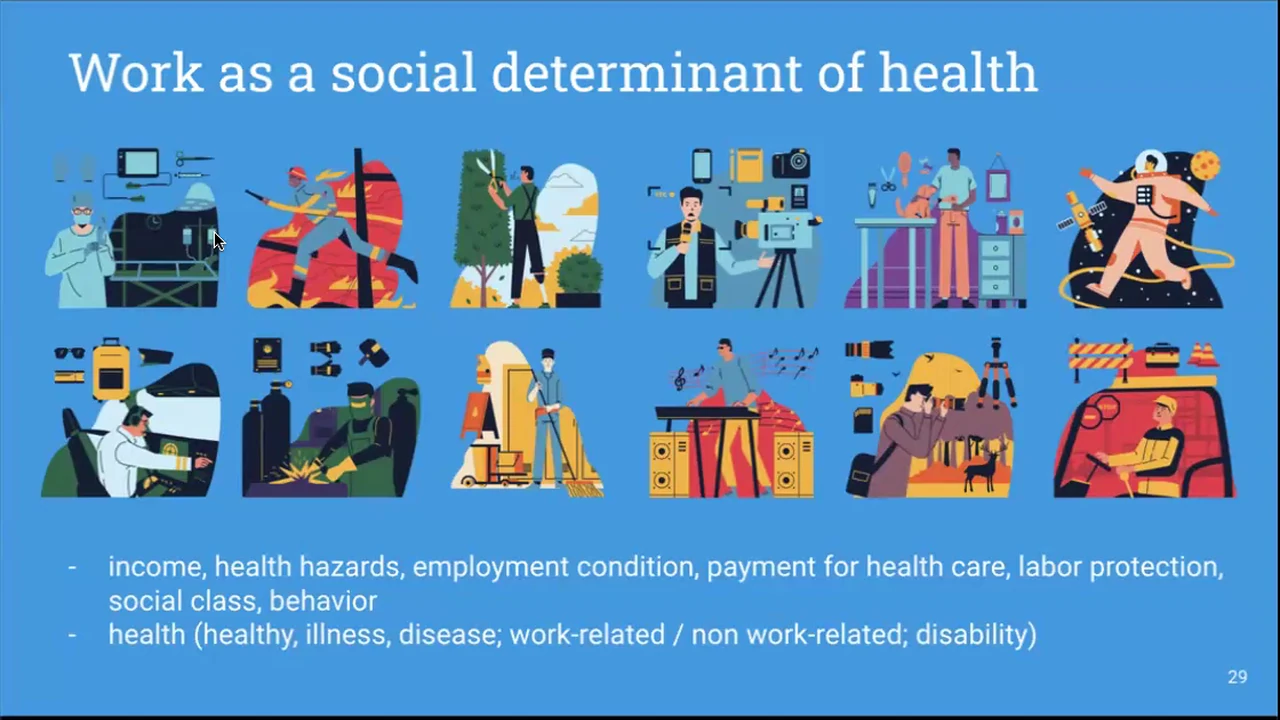 Work as a social determinant of health
- income, health hazards, employment condition, payment for health care, labor protection,
social class, behavior
- health (healthy, illness, disease; work-related / non work-related; disability)
29